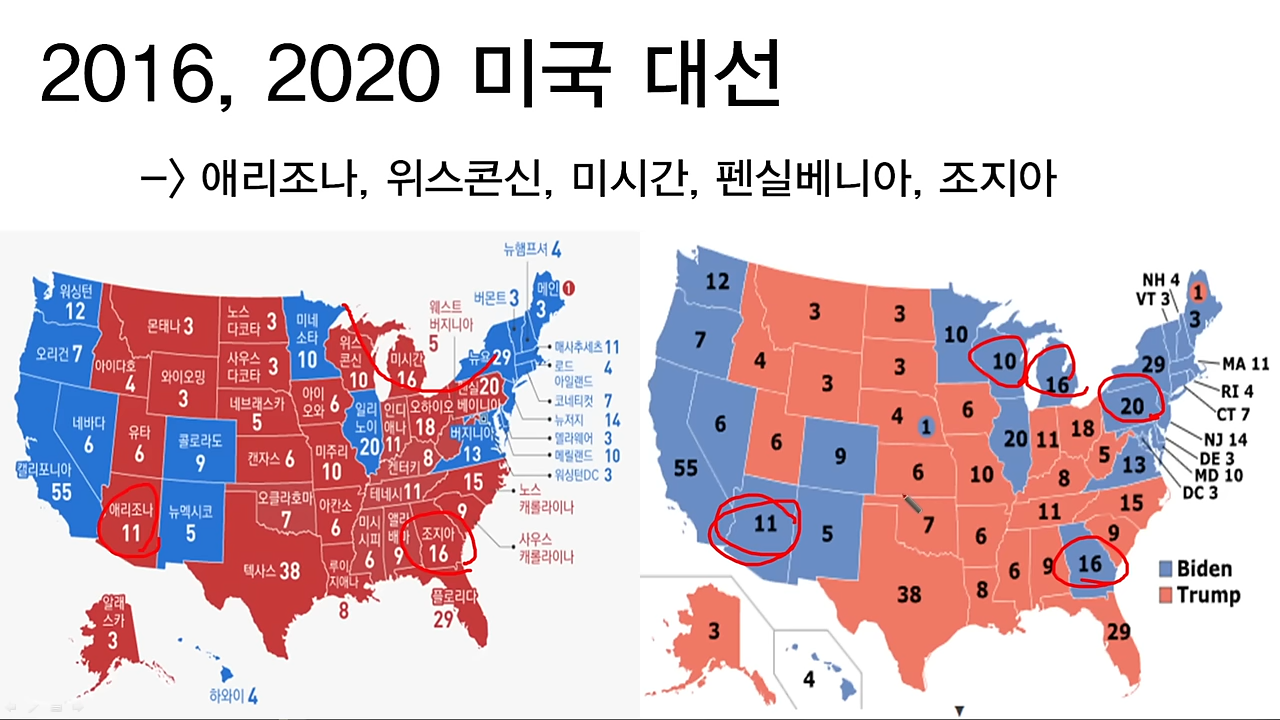 2016, 2020 미국 대선
-> 애리조나, 위스콘신, 미시간, 펜실베니아, 조지아
뉴햄프셔 4
워싱턴
12
몬태나 3
노스
다코타 3
미네
소타
10
웨스트
버지니아
5
버몬트 3
메인 1
3
오리건 7
아이다호
4
와이오밍
3
사우스
다코타 3
위스
콘신
10
미시간
16
뉴욕 29
매사추세츠 11
로드
아일랜드 4
코네티컷 7
뉴저지 14
델라웨어 3
메릴랜드 10
워싱턴DC 3
네바다
6
유타
6
콜로라도
9
네브래스카
5
아이
오와 6
일리
노이
20
인디
애나
11
오하이오
18
펜실 20
베이니아
버지니아
13
캘리포니아
55
캔자스 6
미주리
10
켄터키 8
애리조나
11
뉴멕시코
5
오클라호마
7
아칸소
6
테네시 11
15
노스
캐롤라이나
9
사우스
캐롤라이나
텍사스 38
루이
지애나
8
미시
시피
6
앨라
배마
9
조지아
16
플로리다
29
알래
스카
3
하와이 4
12
7
4
3
3
3
3
10
10
16
NH 4
VT 3
1
3
29
MA 11
RI 4
CT 7
NJ 14
DE 3
MD 10
DC 3
20
6
6
9
4
1
6
20
11
18
5
13
55
6
10
8
11
5
7
6
11
15
9
38
8
6
9
16
29
3
4
Biden
Trump